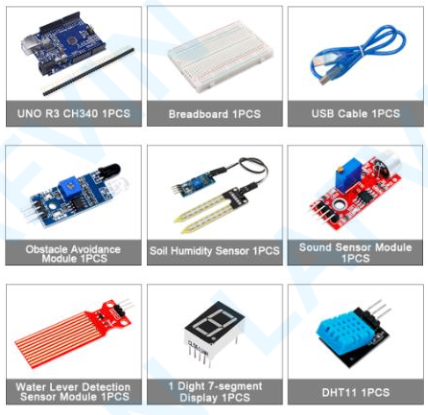 UNO R3 CH340 1PCS
Breadboard 1PCS
USB Cable 1PCS
Obstacle Avoidance
Module 1PCS
Soil Humidity Sensor 1PCS
Sound Sensor Module
1PCS
Water Lever Detection
Sensor Module 1PCS
1 Dight 7-segment
Display 1PCS
DHT11 1PCS